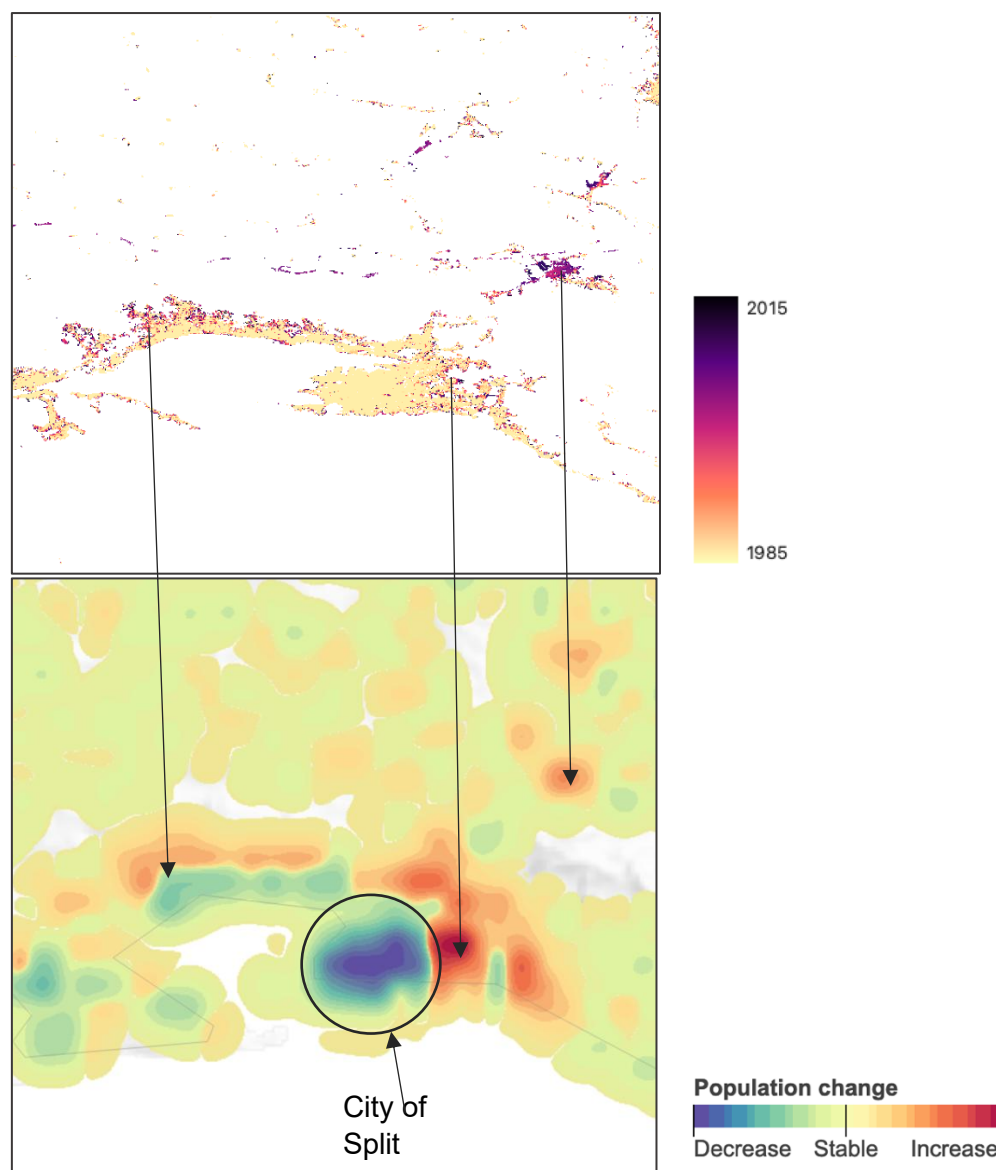 2015
1985
City of
Split
Population change
Decrease Stable Increase